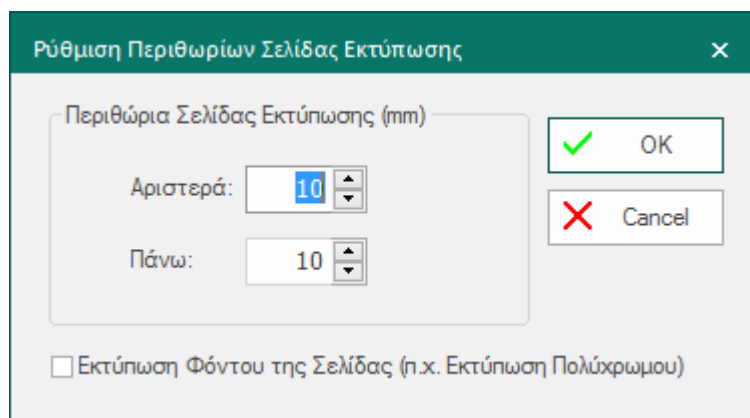 Ρύθμιση Περιθωρίων Σελίδας Εκτύπωσης
Περιθώρια Σελίδας Εκτύπωσης (mm)
Αριστερά: 10
Πάνω: 10
OK
Cancel
Εκτύπωση Φόντου της Σελίδας (π.χ. Εκτύπωση Πολύχρωμου)